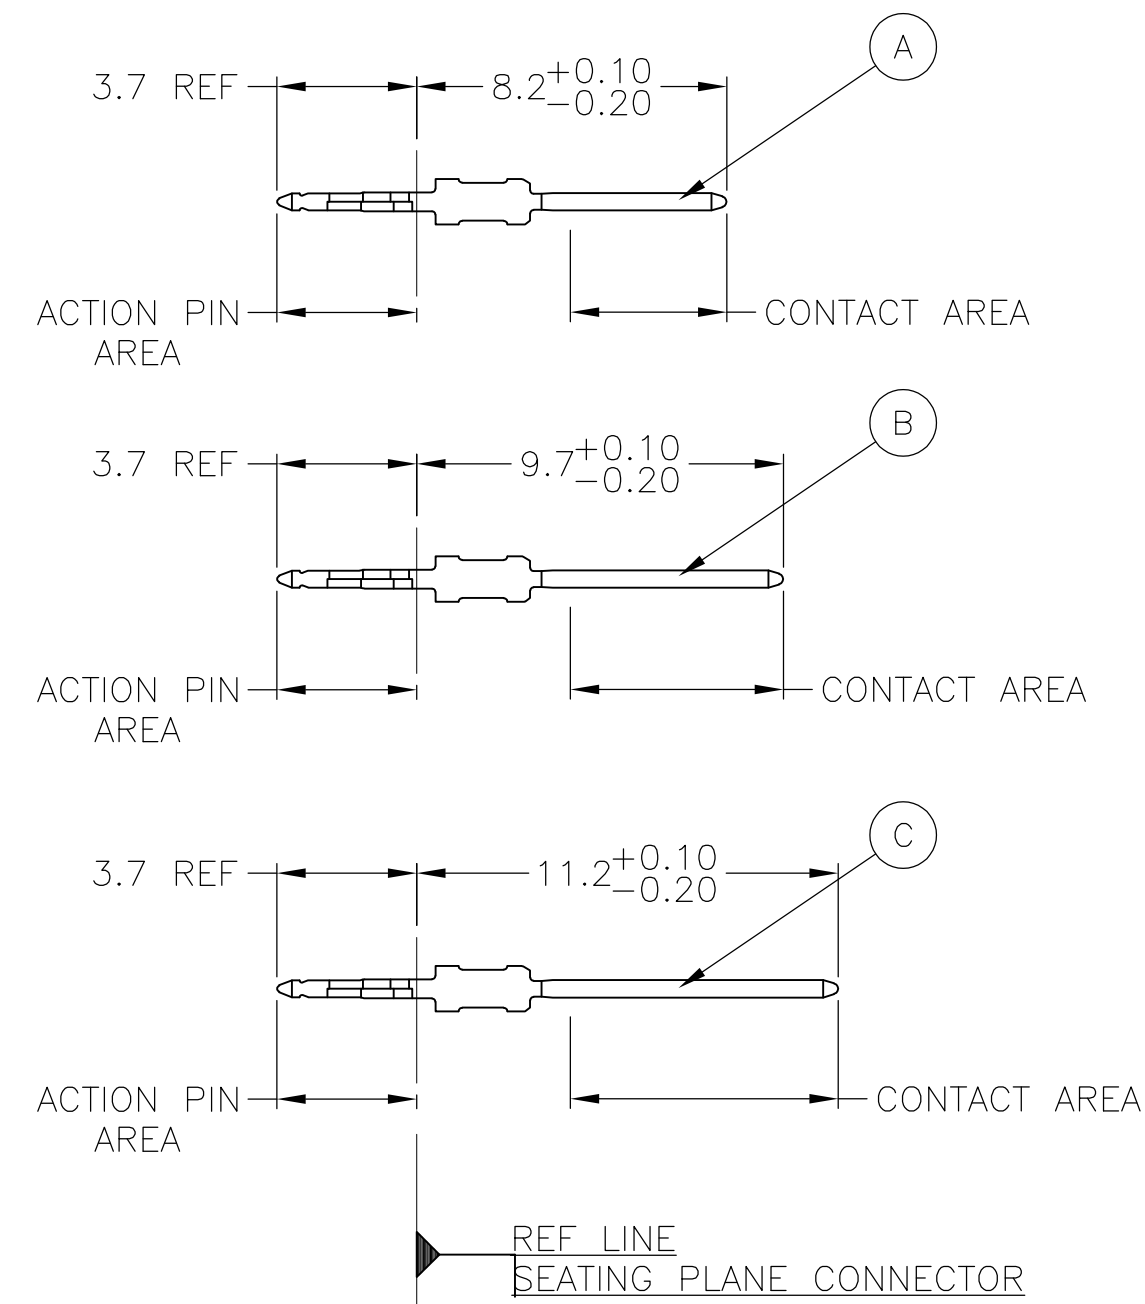 A
3.7 REF
8.2 +0.10
-0.20
ACTION PIN
AREA
CONTACT AREA
B
3.7 REF
9.7 +0.10
-0.20
ACTION PIN
AREA
CONTACT AREA
C
3.7 REF
11.2 +0.10
-0.20
ACTION PIN
AREA
CONTACT AREA
REF LINE
SEATING PLANE CONNECTOR